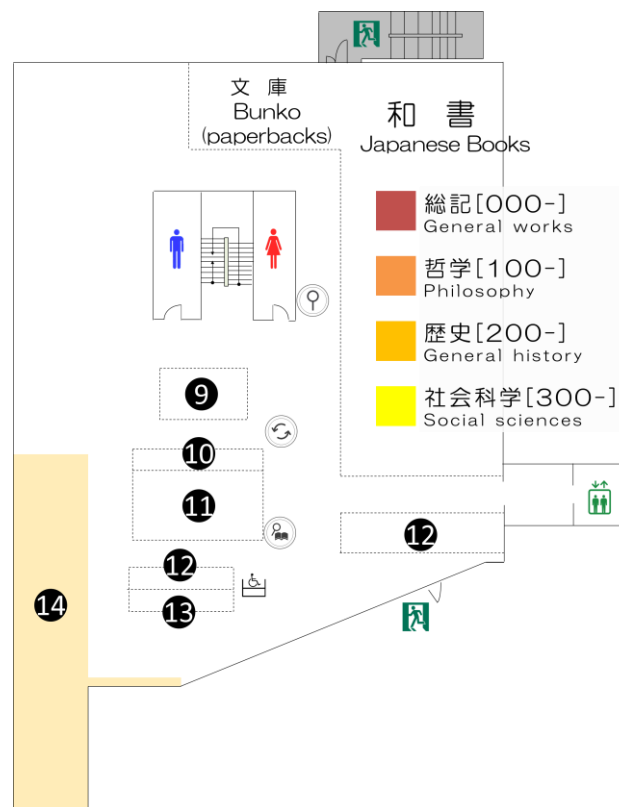 文 庫
Bunko
(paperbacks)
和 書
Japanese Books
総記[000-]
General works
哲学[100-]
Philosophy
歴史[200-]
General history
社会科学[300-]
Social sciences
9
10
11
12
12
13
14